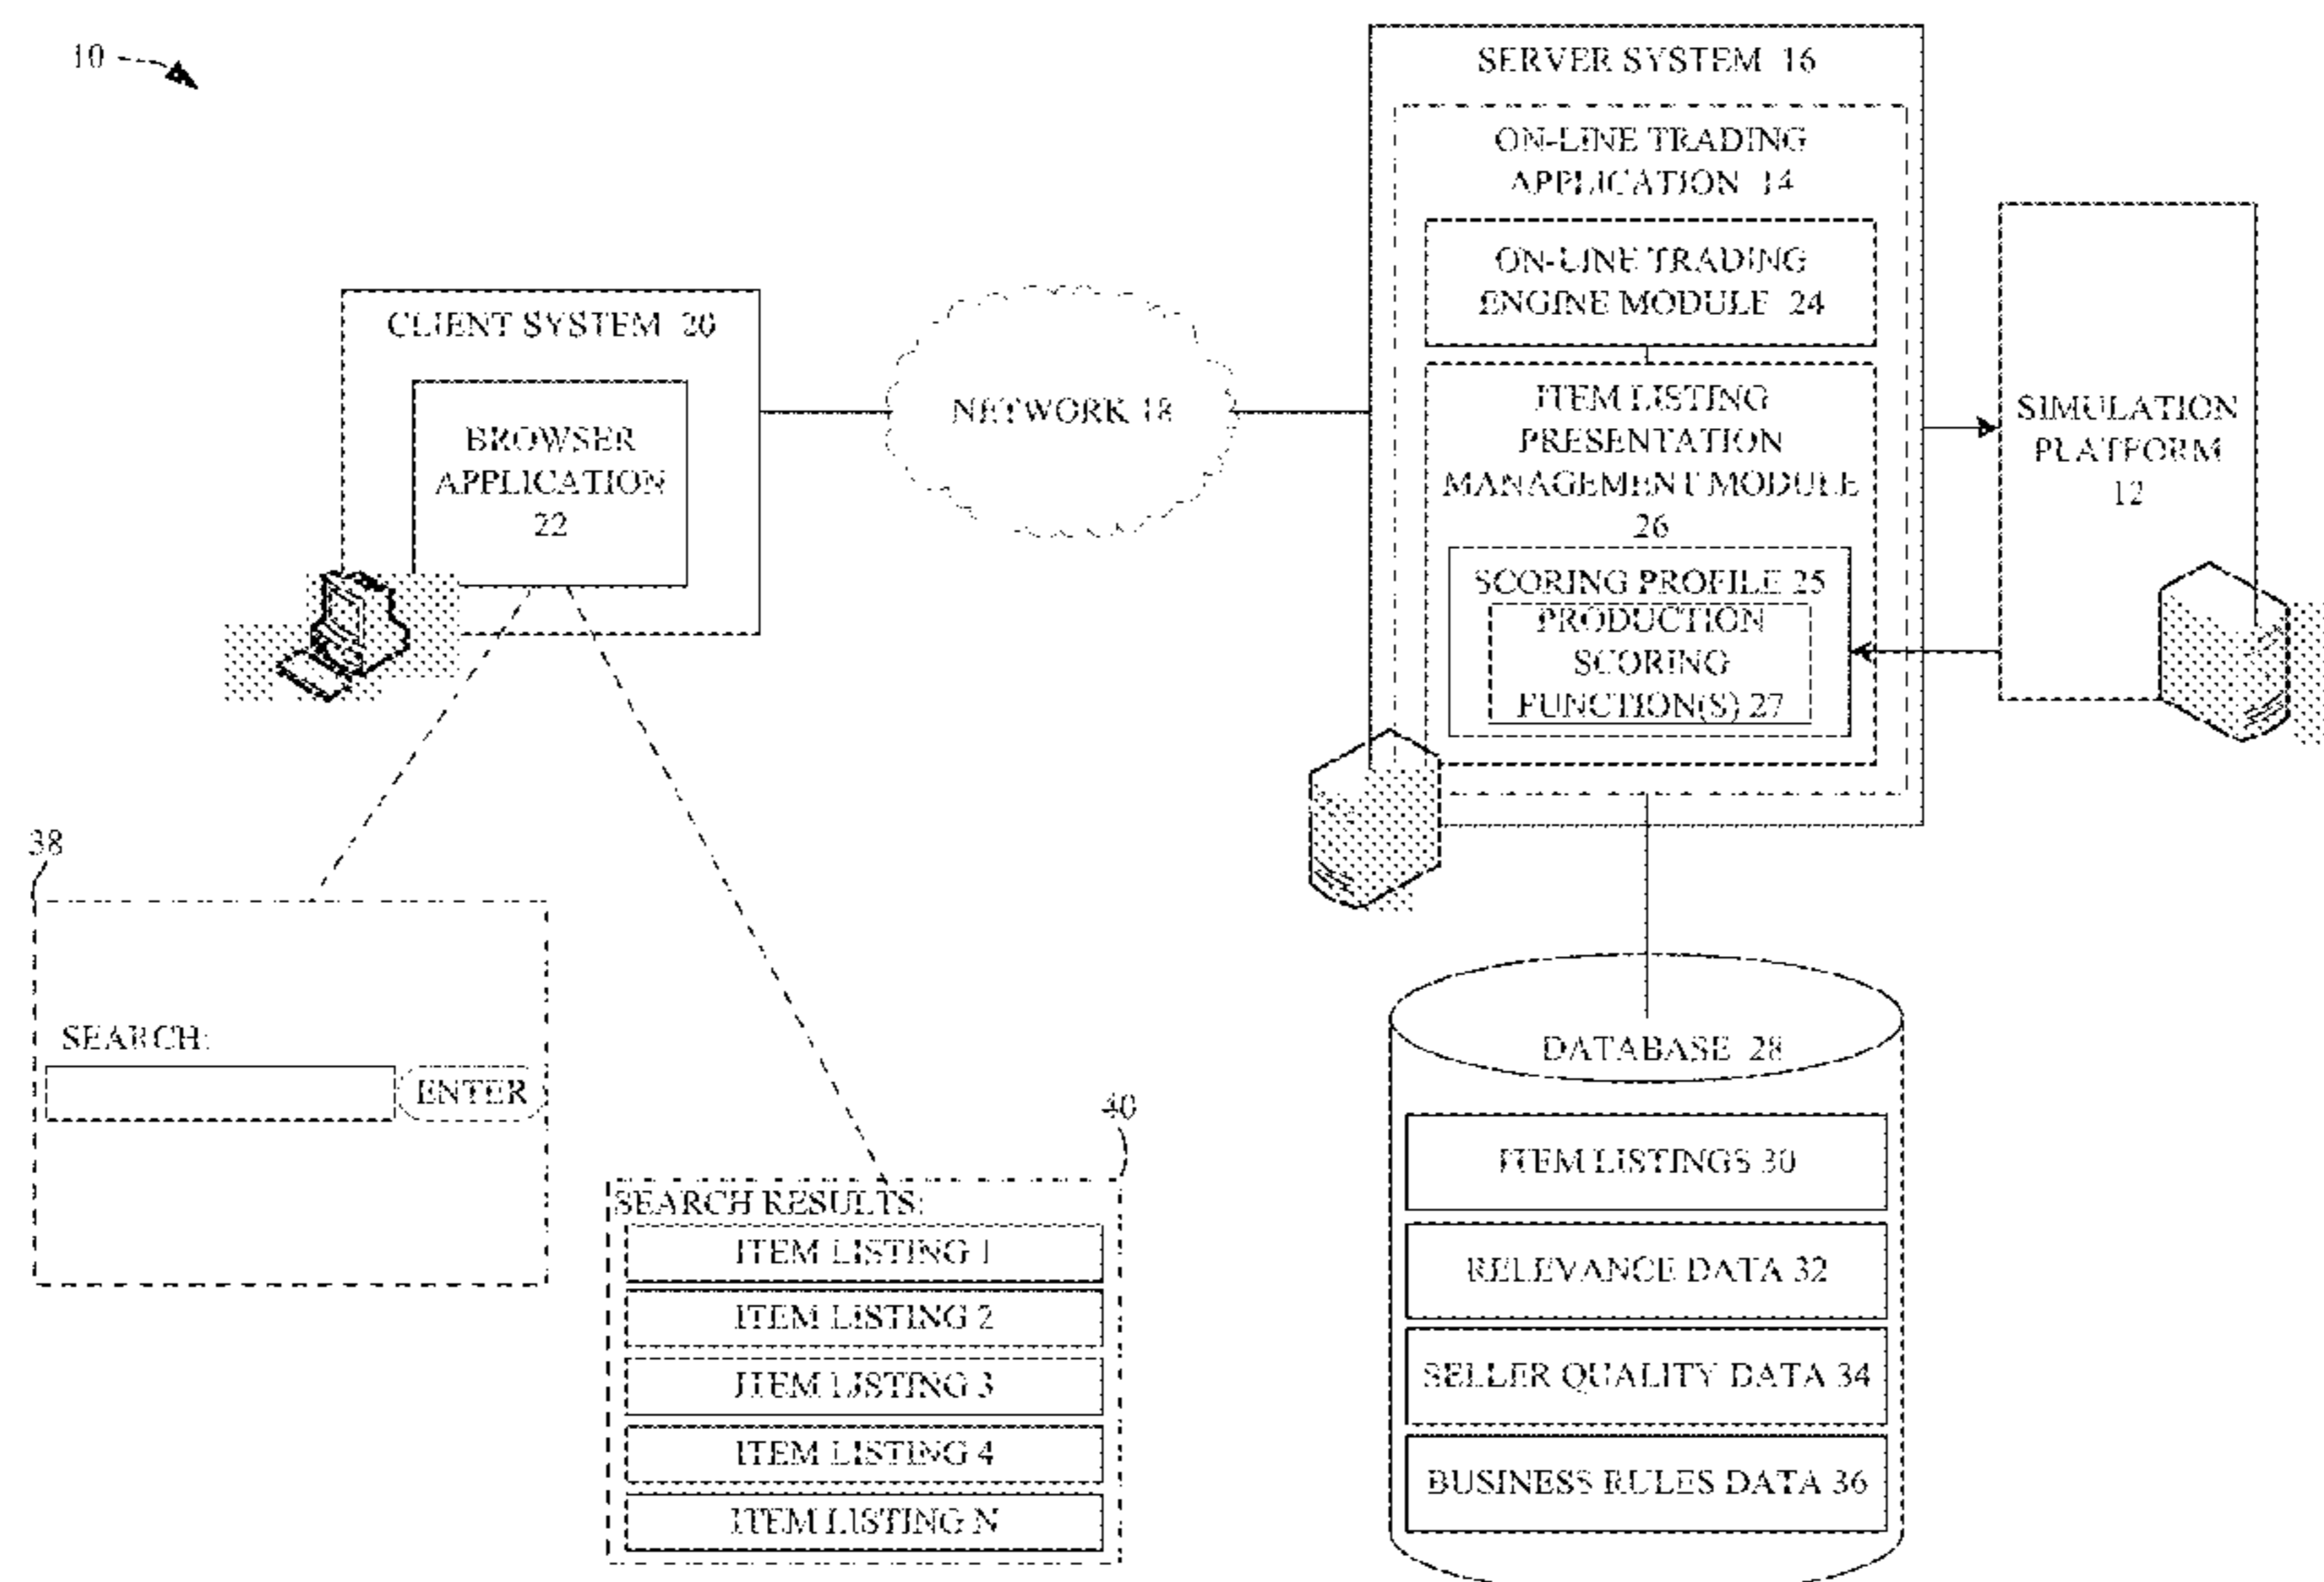 10
SERVER SYSTEM 16
ON-LINE TRADING
APPLICATION 14
ON-LINE TRADING
ENGINE MODULE 24
ITEM LISTING
PRESENTATION
MANAGEMENT MODULE
26
SCORING PROFILE 25
PRODUCTION
SCORING
FUNCTION(S) 27
SIMULATION
PLATFORM
12
CLIENT SYSTEM 20
BROWSER
APPLICATION
22
NETWORK 18
38
SEARCH:
ENTER
40
SEARCH RESULTS:
ITEM LISTING 1
ITEM LISTING 2
ITEM LISTING 3
ITEM LISTING 4
ITEM LISTING N
DATABASE 28
ITEM LISTINGS 30
RELEVANCE DATA 32
SELLER QUALITY DATA 34
BUSINESS RULES DATA 36